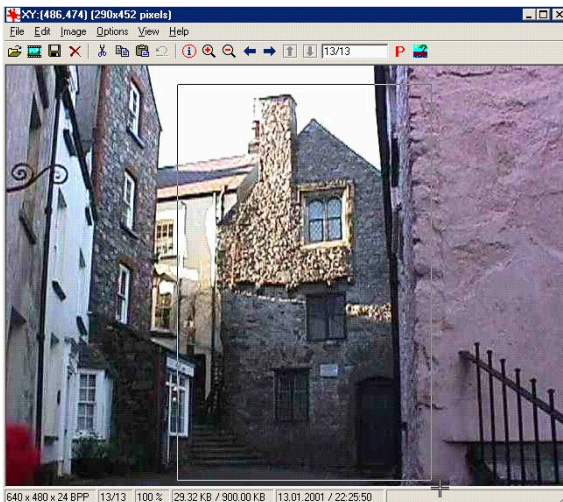 XY:(486,474) (290x452 pixels)
File Edit Image Options View Help
13/13 P
640 x 480 x 24 BPP 13/13 100 % 29.32 KB / 900.00 KB 13.01.2001 / 22:25:50